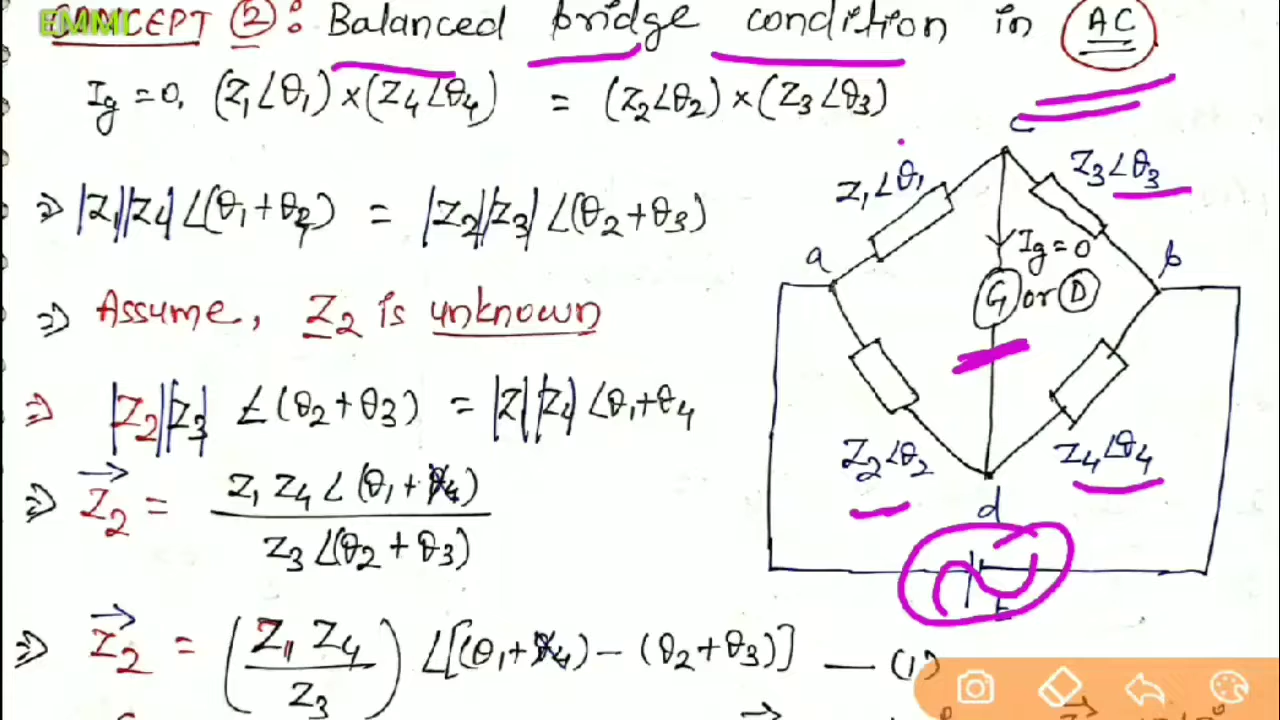 EMMI
CONCEPT ②: Balanced bridge condition in AC
Ig = 0, (Z₁∠θ₁) × (Z₄∠θ₄) = (Z₂∠θ₂) × (Z₃∠θ₃)
⇒ |Z₁||Z₄| ∠(θ₁+θ₂) = |Z₂||Z₃| ∠(θ₂+θ₃)
⇒ Assume, Z₂ is unknown
⇒ |Z₂||Z₃| ∠(θ₂+θ₃) = |Z||Z₄| ∠θ₁+θ₄
⇒ Z₂ = Z₁ Z₄ ∠(θ₁+θ₄) / Z₃ ∠(θ₂+θ₃)
⇒ Z₂ = (Z₁ Z₄ / Z₃) ∠[(θ₁+θ₄) − (θ₂+θ₃)] — (1)
c
Z₁∠θ₁
Z₃∠θ₃
a
Ig = 0
b
G or D
Z₂∠θ₂
Z₄∠θ₄
d
E